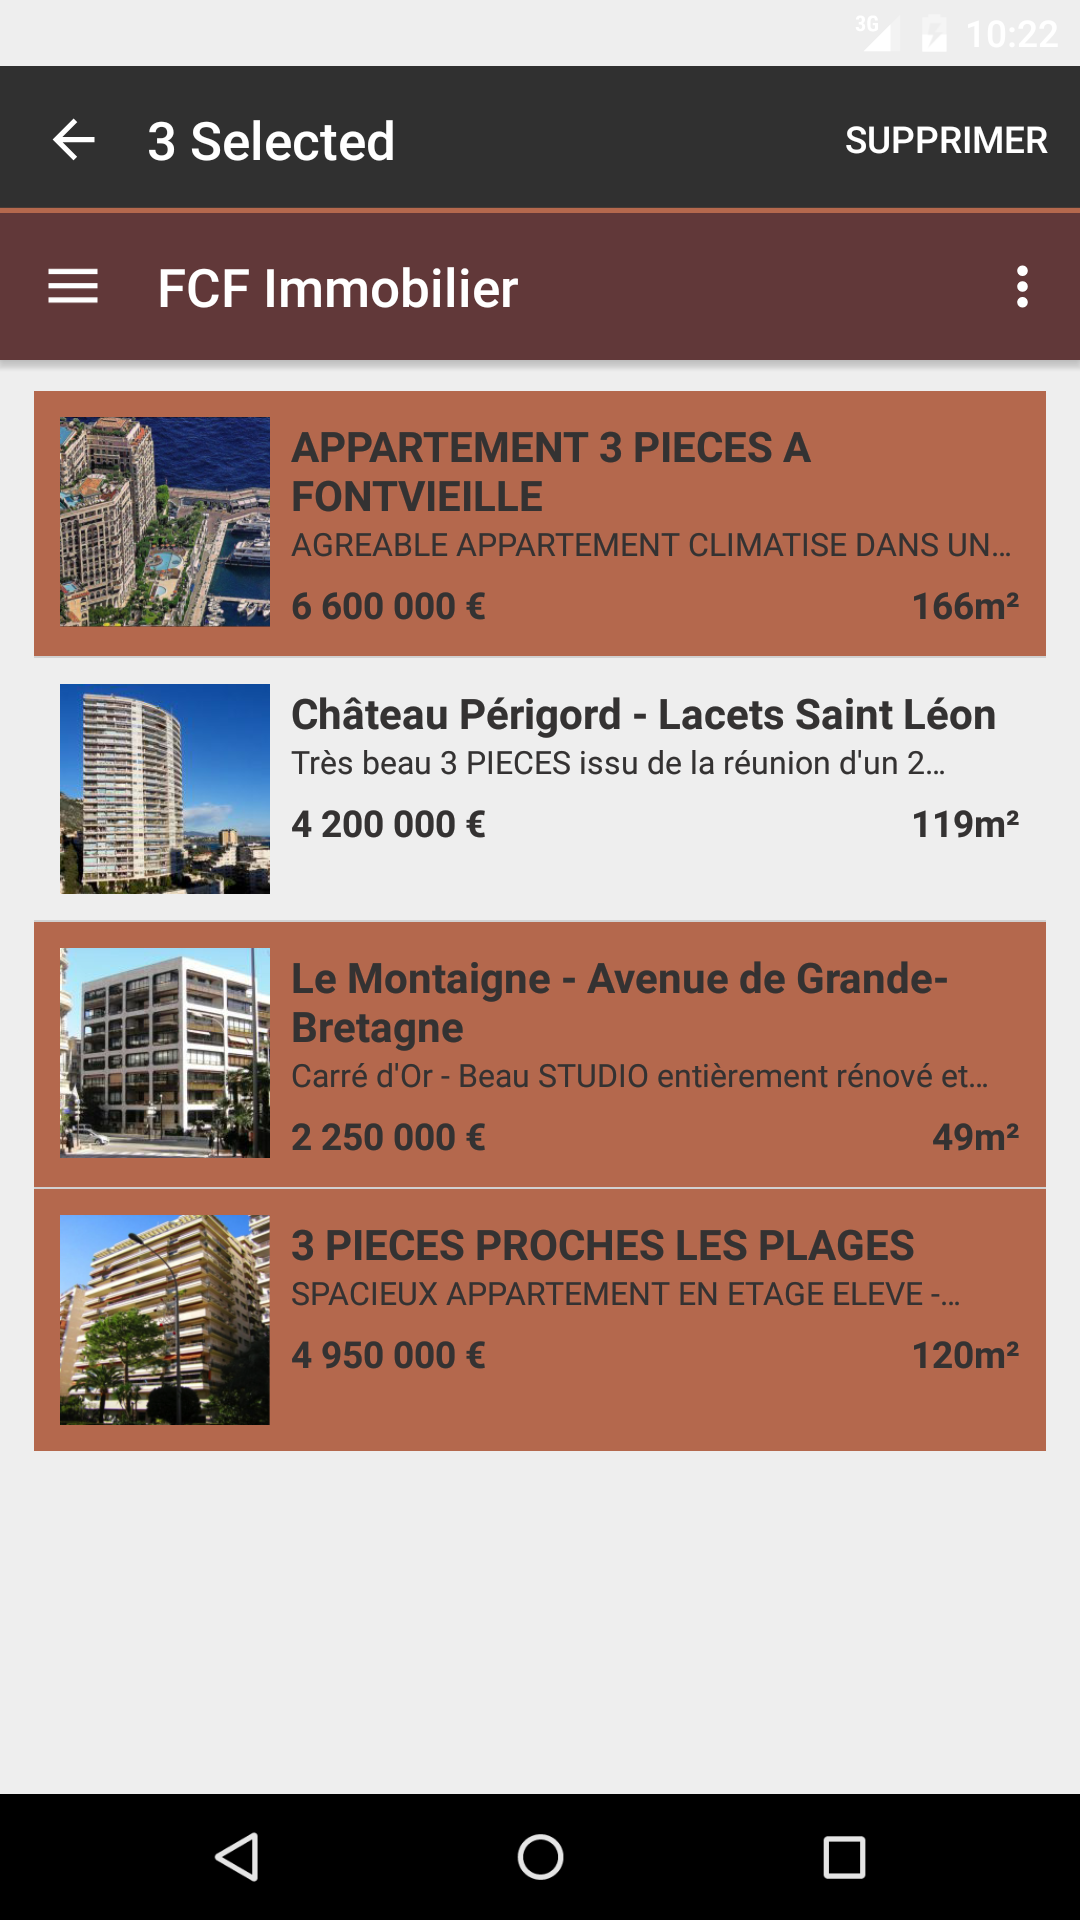 3G 10:22
3 Selected SUPPRIMER
FCF Immobilier
APPARTEMENT 3 PIECES A
FONTVIEILLE
AGREABLE APPARTEMENT CLIMATISE DANS UN...
6 600 000 € 166m²
Château Périgord - Lacets Saint Léon
Très beau 3 PIECES issu de la réunion d'un 2...
4 200 000 € 119m²
Le Montaigne - Avenue de Grande-
Bretagne
Carré d'Or - Beau STUDIO entièrement rénové et...
2 250 000 € 49m²
3 PIECES PROCHES LES PLAGES
SPACIEUX APPARTEMENT EN ETAGE ELEVE -...
4 950 000 € 120m²